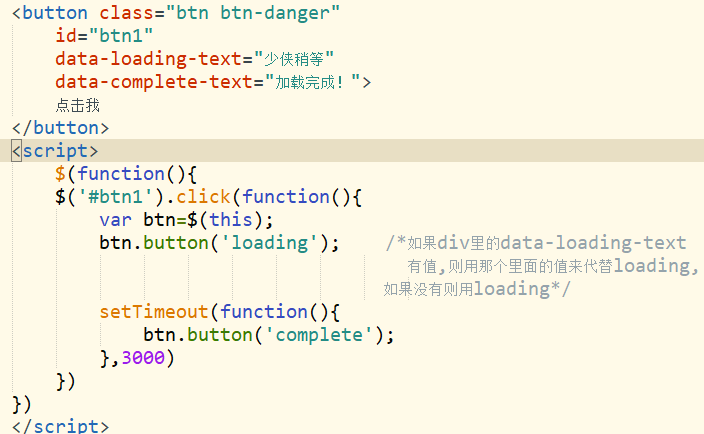 <button class="btn btn-danger"
    id="btn1"
    data-loading-text="少侠稍等"
    data-complete-text="加载完成！">
    点击我
</button>
<script>
    $(function(){
    $('#btn1').click(function(){
        var btn=$(this);
        btn.button('loading');    /*如果div里的data-loading-text
                                    有值,则用那个里面的值来代替loading,
                                  如果没有则用loading*/
        setTimeout(function(){
            btn.button('complete');
        },3000)
    })
})
</script>